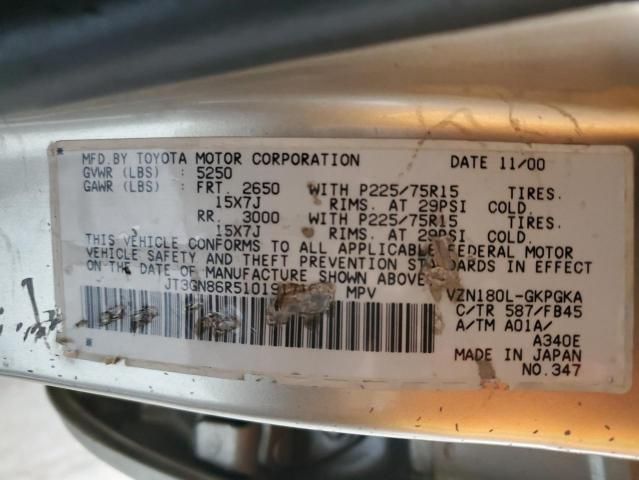 MFD. BY TOYOTA MOTOR CORPORATION DATE 11/00
GVWR (LBS) : 5250
GAWR (LBS) : FRT. 2650 WITH P225/75R15 TIRES.
15X7J RIMS. AT 29PSI COLD.
RR. 3000 WITH P225/75R15 TIRES.
15X7J RIMS. AT 29PSI COLD.
THIS VEHICLE CONFORMS TO ALL APPLICABLE FEDERAL MOTOR
VEHICLE SAFETY AND THEFT PREVENTION STANDARDS IN EFFECT
ON THE DATE OF MANUFACTURE SHOWN ABOVE
MPV VZN180L-GKPGKA
C/TR 587/FB45
A/TM A01A/
A340E
MADE IN JAPAN
NO.347